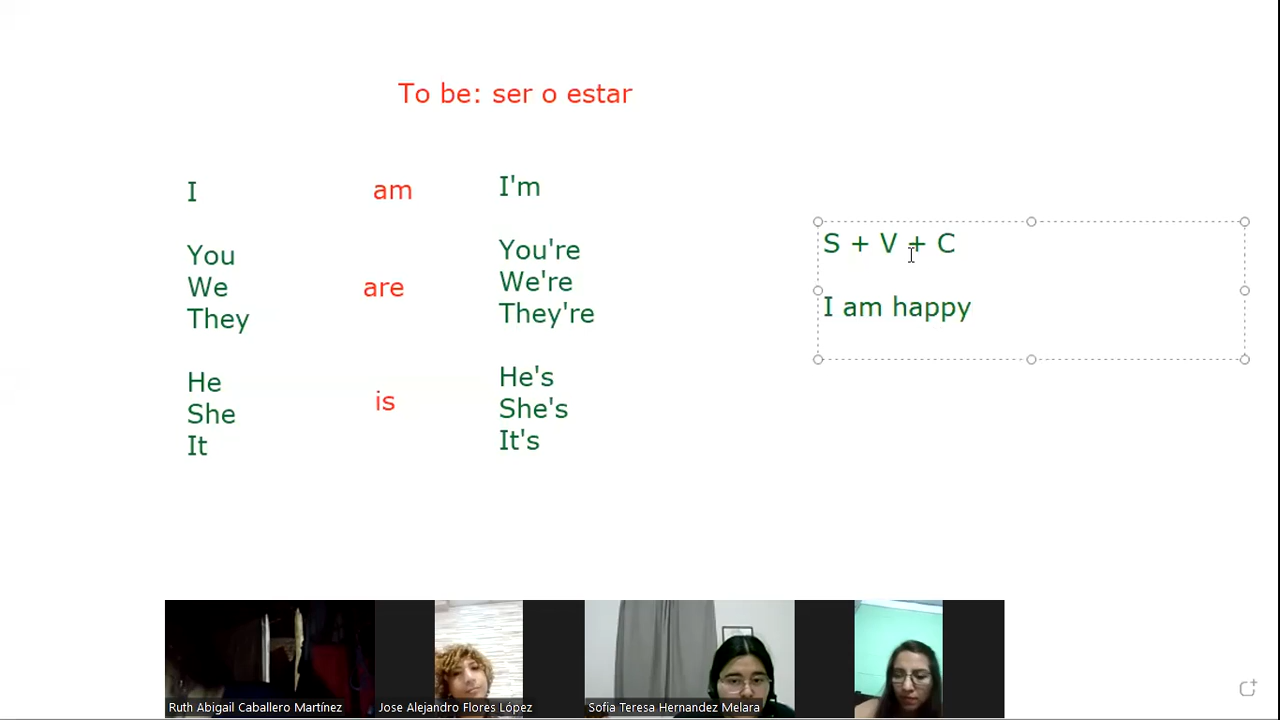 To be: ser o estar
I am I'm
You
We
They
are
You're
We're
They're
He
She
It
is
He's
She's
It's
S + V + C
I am happy
Ruth Abigail Caballero Martínez
Jose Alejandro Flores López
Sofia Teresa Hernandez Melara